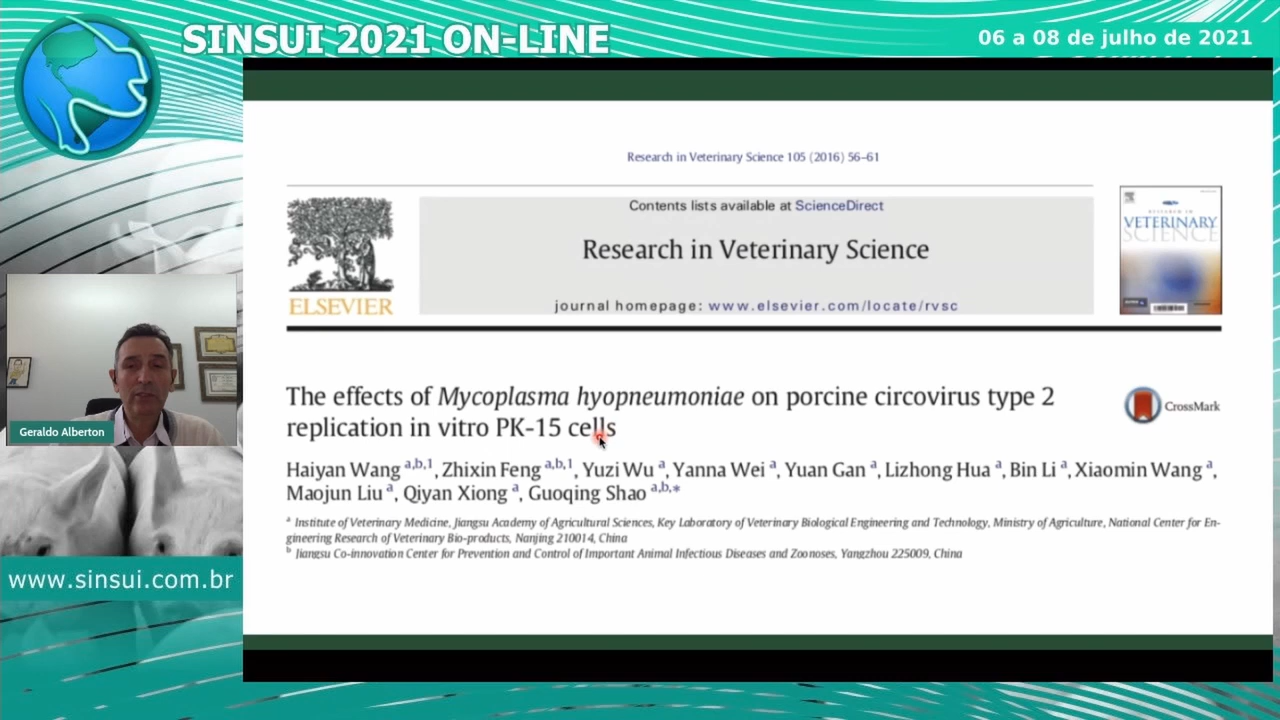 SINSUI 2021 ON-LINE
06 a 08 de julho de 2021
Research in Veterinary Science 105 (2016) 56–61
Contents lists available at ScienceDirect
Research in Veterinary Science
journal homepage: www.elsevier.com/locate/rvsc
ELSEVIER
RESEARCH IN
VETERINARY
SCIENCE
The effects of Mycoplasma hyopneumoniae on porcine circovirus type 2
replication in vitro PK-15 cells
CrossMark
Haiyan Wang a,b,1, Zhixin Feng a,b,1, Yuzi Wu a, Yanna Wei a, Yuan Gan a, Lizhong Hua a, Bin Li a, Xiaomin Wang a,
Maojun Liu a, Qiyan Xiong a, Guoqing Shao a,b,*
a Institute of Veterinary Medicine, Jiangsu Academy of Agricultural Sciences, Key Laboratory of Veterinary Biological Engineering and Technology, Ministry of Agriculture, National Center for En-
gineering Research of Veterinary Bio-products, Nanjing 210014, China
b Jiangsu Co-innovation Center for Prevention and Control of Important Animal Infectious Diseases and Zoonoses, Yangzhou 225009, China
Geraldo Alberton
www.sinsui.com.br